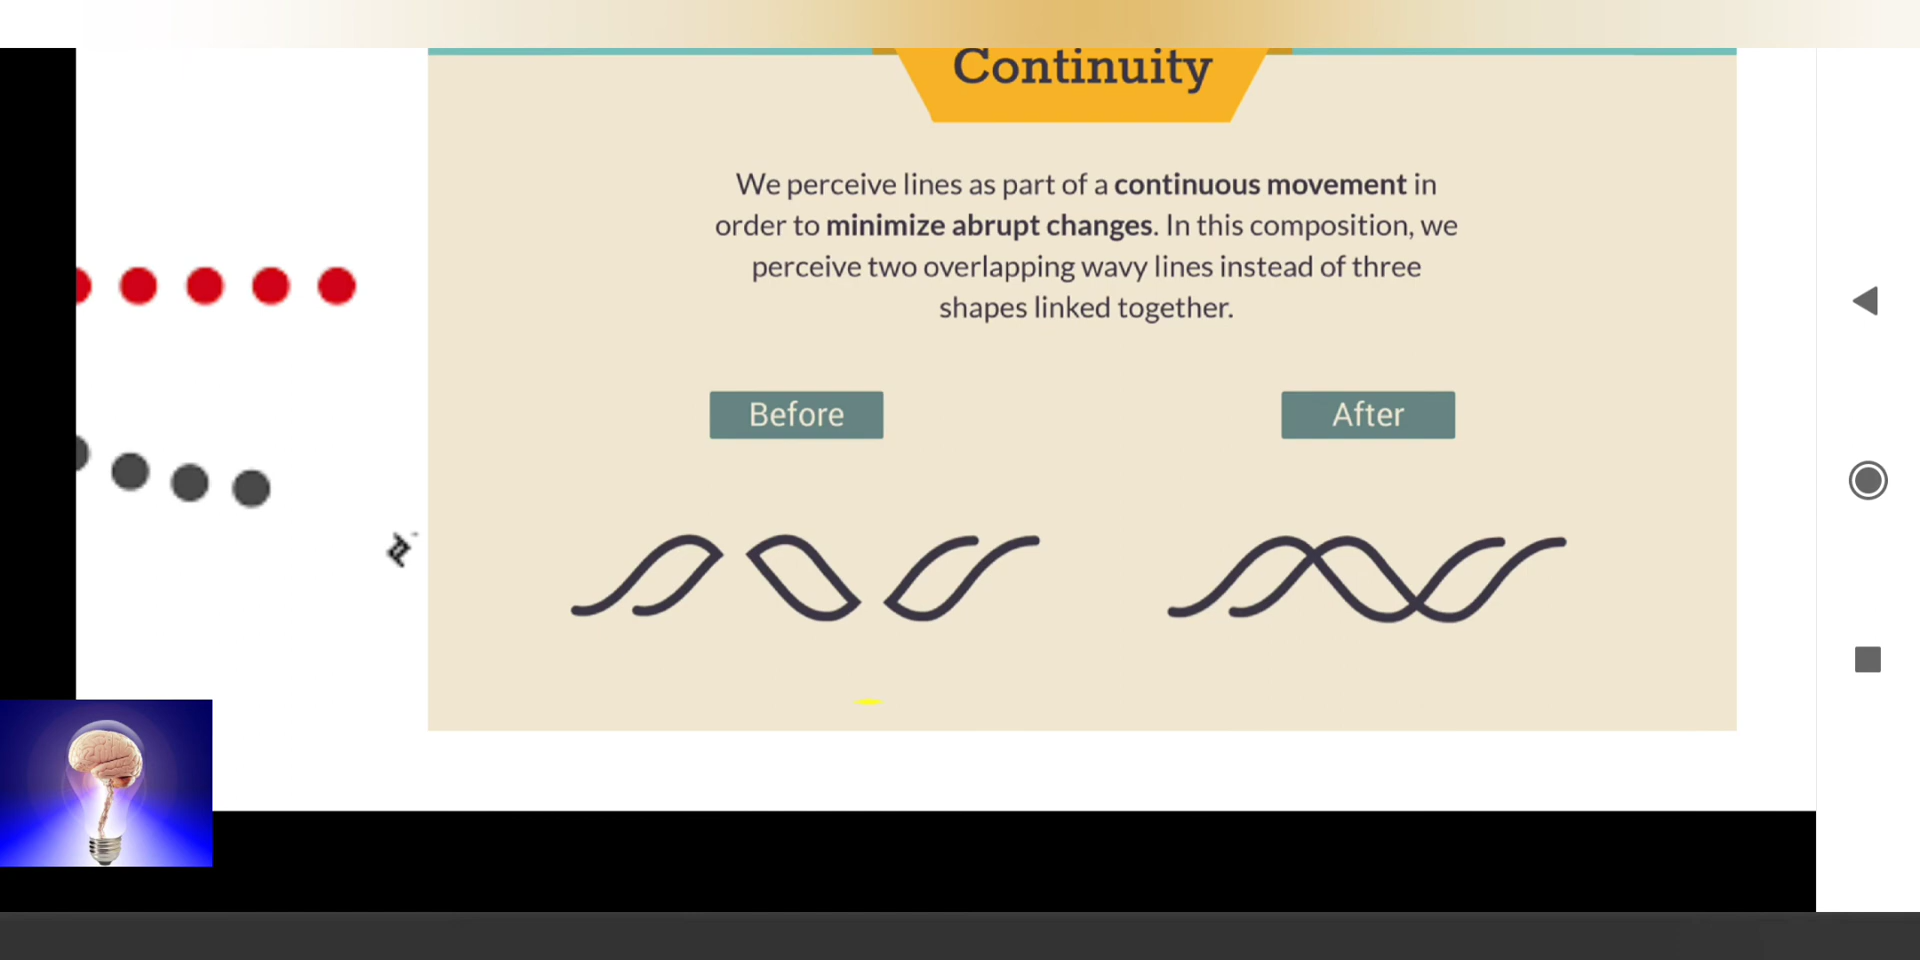 Continuity
We perceive lines as part of a continuous movement in
order to minimize abrupt changes. In this composition, we
perceive two overlapping wavy lines instead of three
shapes linked together.
Before
After